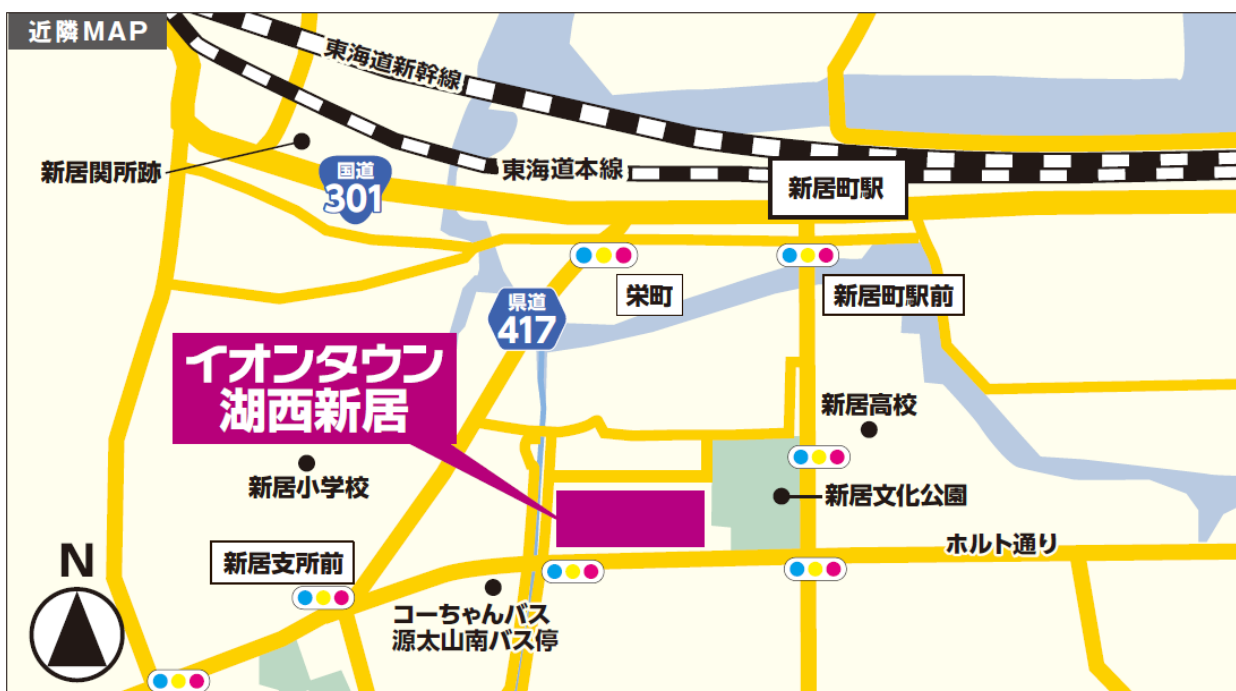 近隣MAP
東海道新幹線
新居関所跡
国道
301
東海道本線
新居町駅
栄町
新居町駅前
県道
417
イオンタウン
湖西新居
新居高校
新居小学校
新居文化公園
ホルト通り
新居支所前
N
コーちゃんバス
源太山南バス停